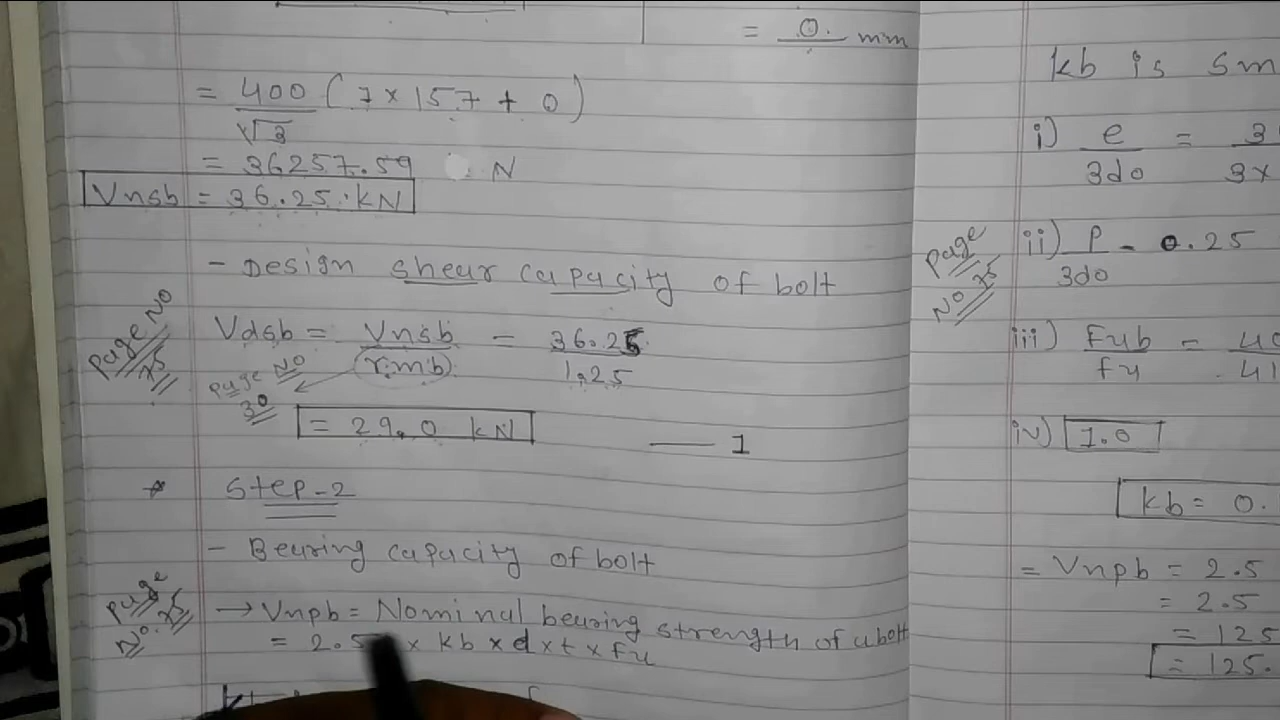 = 0. mm
= 400/√3 (7 × 157 + 0)
= 36257.59 N
Vnsb = 36.25 kN
- Design shear capacity of bolt
Page No 75
Vdsb = Vnsb/rmb = 36.25/1.25
Page No 30
= 29.0 kN —— 1
* Step-2
- Bearing capacity of bolt
Page No. 75
→ Vnpb = Nominal bearing strength of a bolt
= 2.5 × kb × d × t × fu
kb is sm
i) e/3do = 3
3×
Page No 75
ii) P/3do - 0.25
iii) Fub/fu = 40
41
iv) 1.0
kb = 0.
= Vnpb = 2.5
= 2.5
= 125
= 125.